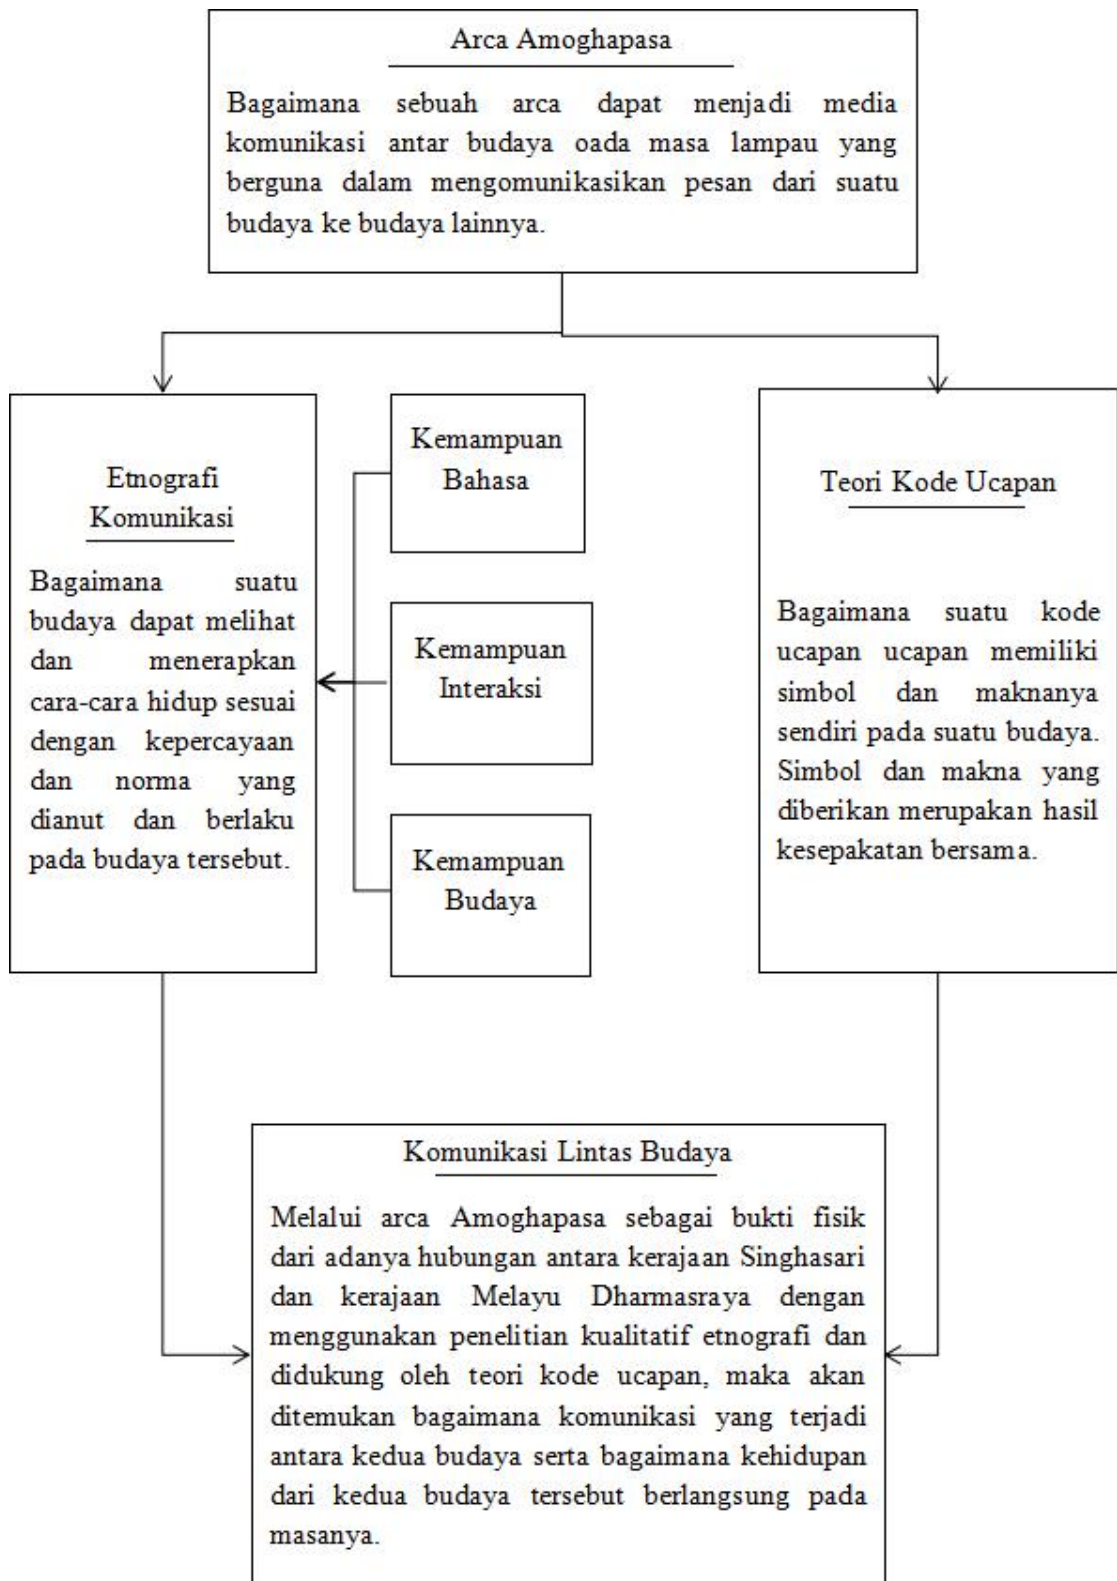 Arca Amoghapasa
Bagaimana sebuah arca dapat menjadi media
komunikasi antar budaya oada masa lampau yang
berguna dalam mengomunikasikan pesan dari suatu
budaya ke budaya lainnya.
Etnografi
Komunikasi
Bagaimana suatu
budaya dapat melihat
dan menerapkan
cara-cara hidup sesuai
dengan kepercayaan
dan norma yang
dianut dan berlaku
pada budaya tersebut.
Kemampuan
Bahasa
Kemampuan
Interaksi
Kemampuan
Budaya
Teori Kode Ucapan
Bagaimana suatu kode
ucapan ucapan memiliki
simbol dan maknanya
sendiri pada suatu budaya.
Simbol dan makna yang
diberikan merupakan hasil
kesepakatan bersama.
Komunikasi Lintas Budaya
Melalui arca Amoghapasa sebagai bukti fisik
dari adanya hubungan antara kerajaan Singhasari
dan kerajaan Melayu Dharmasraya dengan
menggunakan penelitian kualitatif etnografi dan
didukung oleh teori kode ucapan, maka akan
ditemukan bagaimana komunikasi yang terjadi
antara kedua budaya serta bagaimana kehidupan
dari kedua budaya tersebut berlangsung pada
masanya.